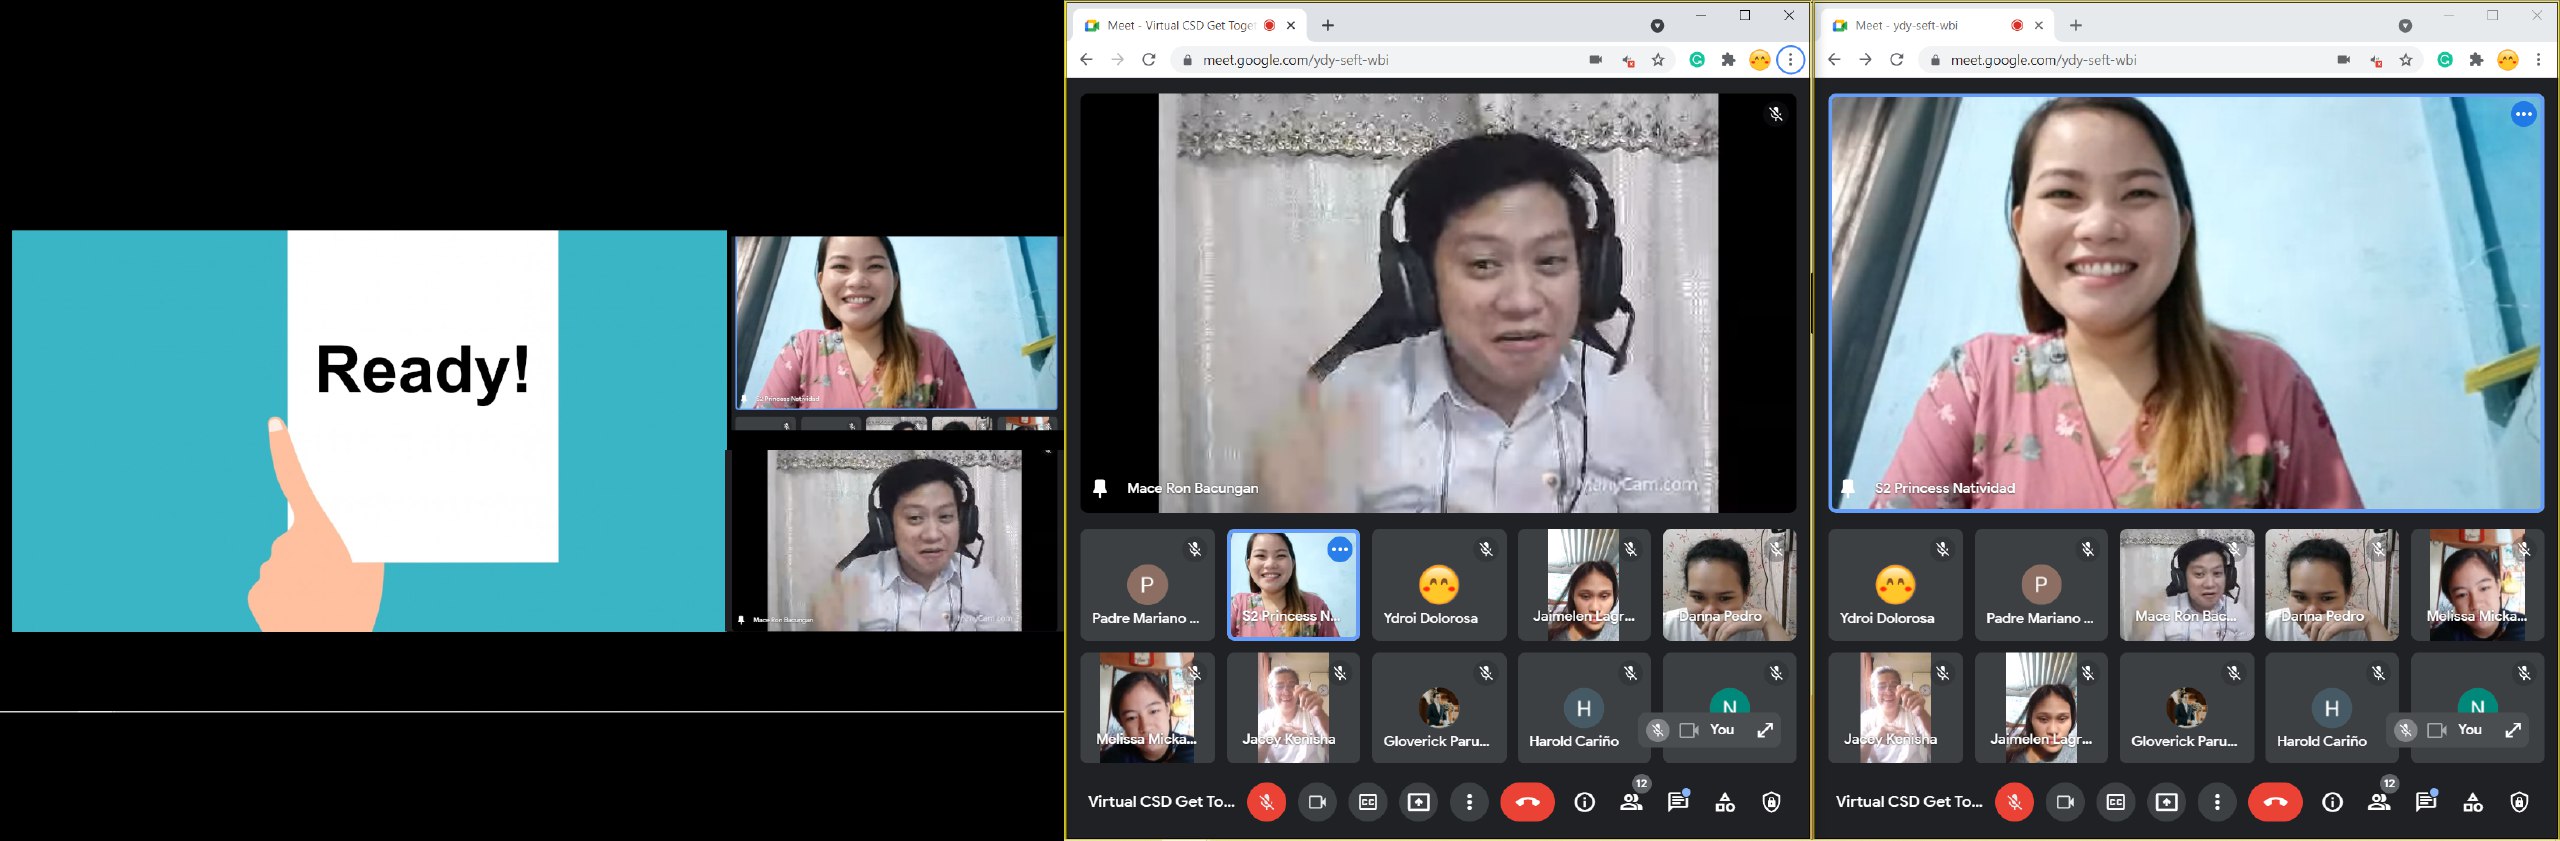 Ready!
S2 Princess Natividad
Mace Ron Bacungan
Meet - Virtual CSD Get Toge
meet.google.com/ydy-seft-wbi
Mace Ron Bacungan
ManyCam.com
P
Padre Mariano ...
S2 Princess N...
Ydroi Dolorosa
Jaimelen Lagr...
Danna Pedro
Melissa Micka...
Jacey Kenisha
Gloverick Paru...
H
Harold Cariño
N
You
Virtual CSD Get To...
CC
12
Meet - ydy-seft-wbi
meet.google.com/ydy-seft-wbi
S2 Princess Natividad
Ydroi Dolorosa
P
Padre Mariano ...
Mace Ron Bac...
Danna Pedro
Melissa Micka...
Jacey Kenisha
Jaimelen Lagr...
Gloverick Paru...
H
Harold Cariño
N
You
Virtual CSD Get To...
CC
12